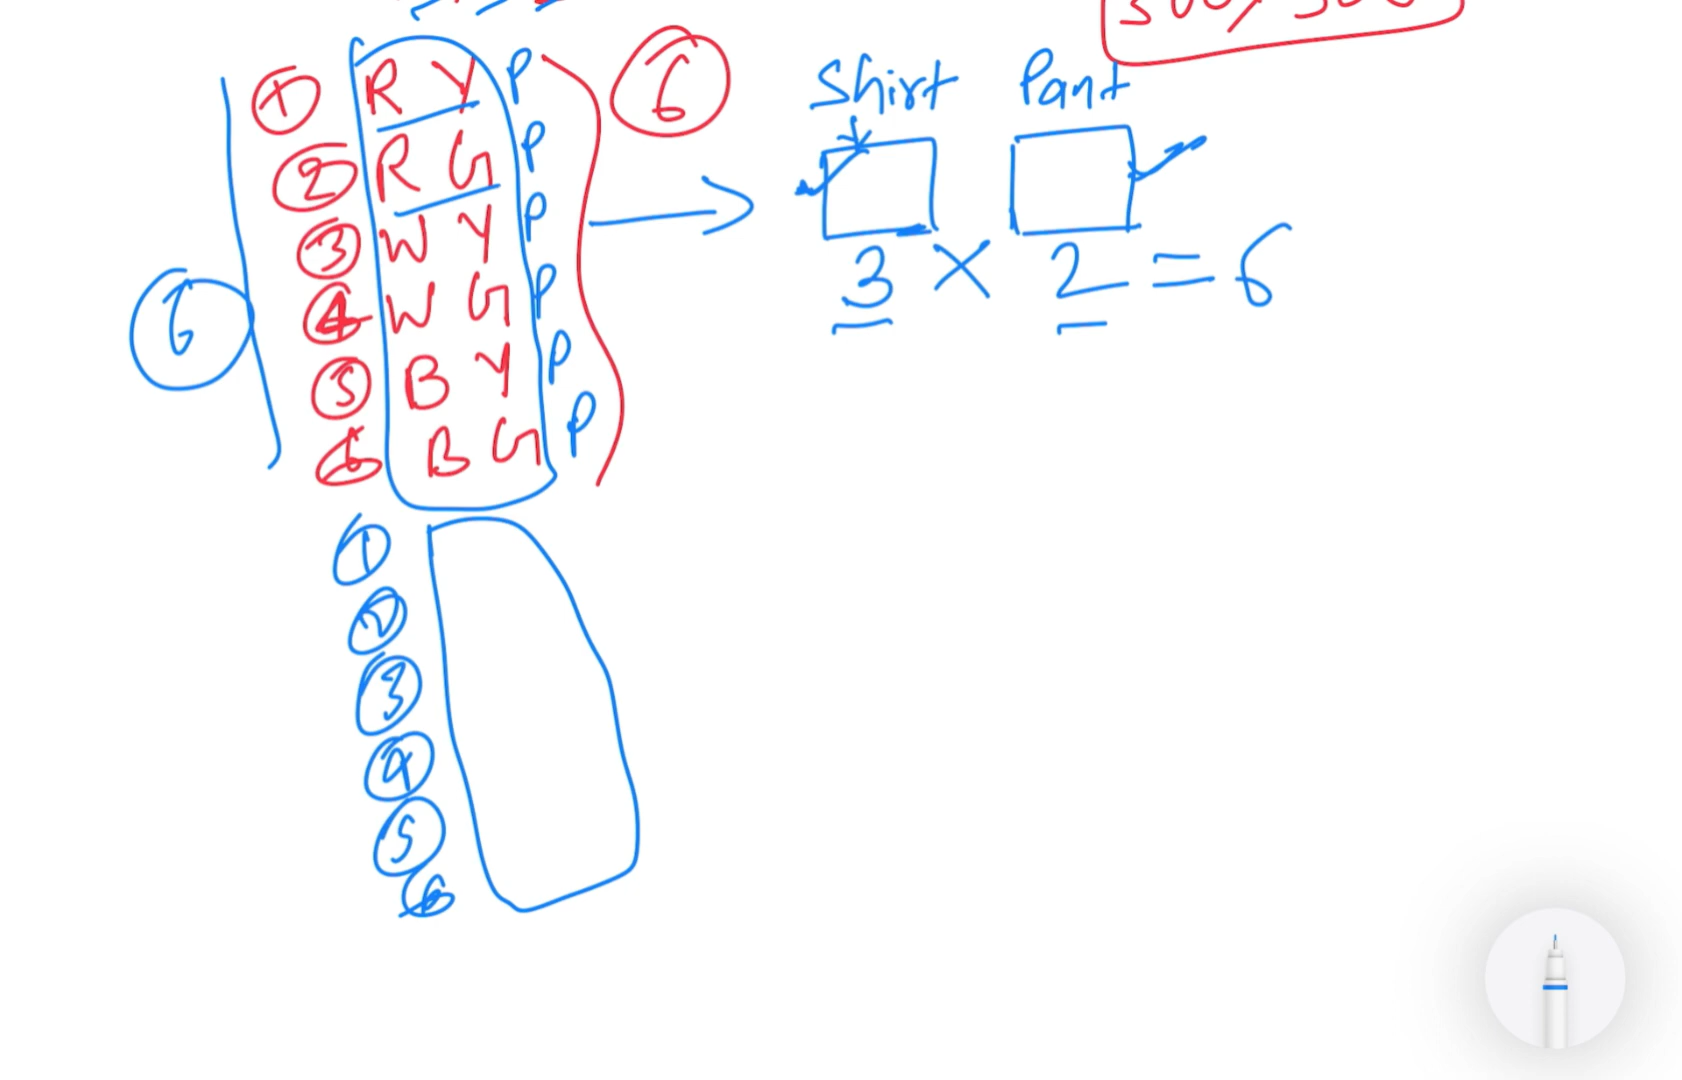 ① R Y P 6
② R G P
③ W Y P
④ W G P
⑤ B Y P
⑥ B G P
6
Shirt Pant
3 × 2 = 6
①
②
③
④
⑤
⑥